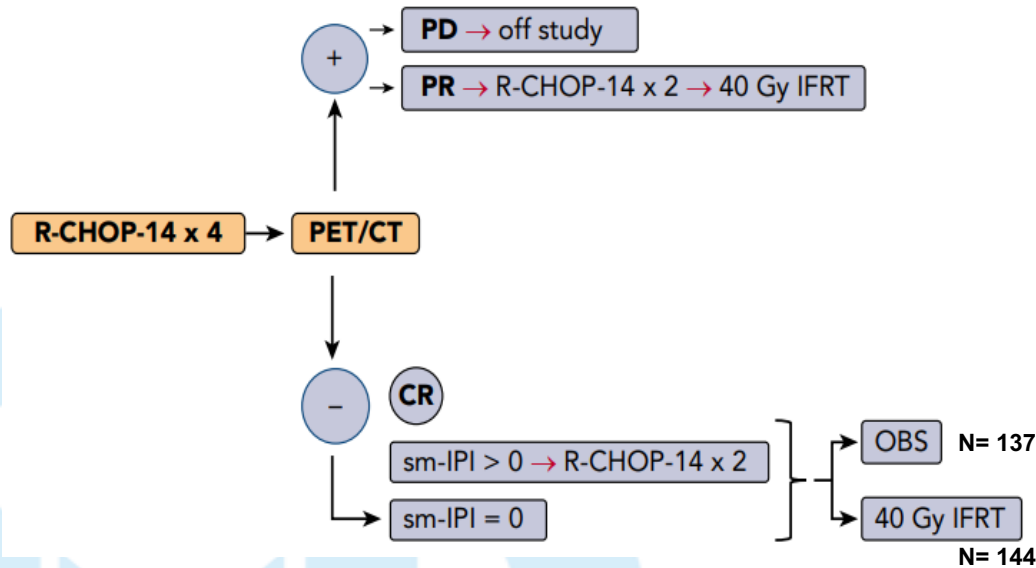 PD → off study
+
PR → R-CHOP-14 x 2 → 40 Gy IFRT
R-CHOP-14 x 4
PET/CT
–
CR
sm-IPI > 0 → R-CHOP-14 x 2
sm-IPI = 0
OBS N= 137
40 Gy IFRT
N= 144